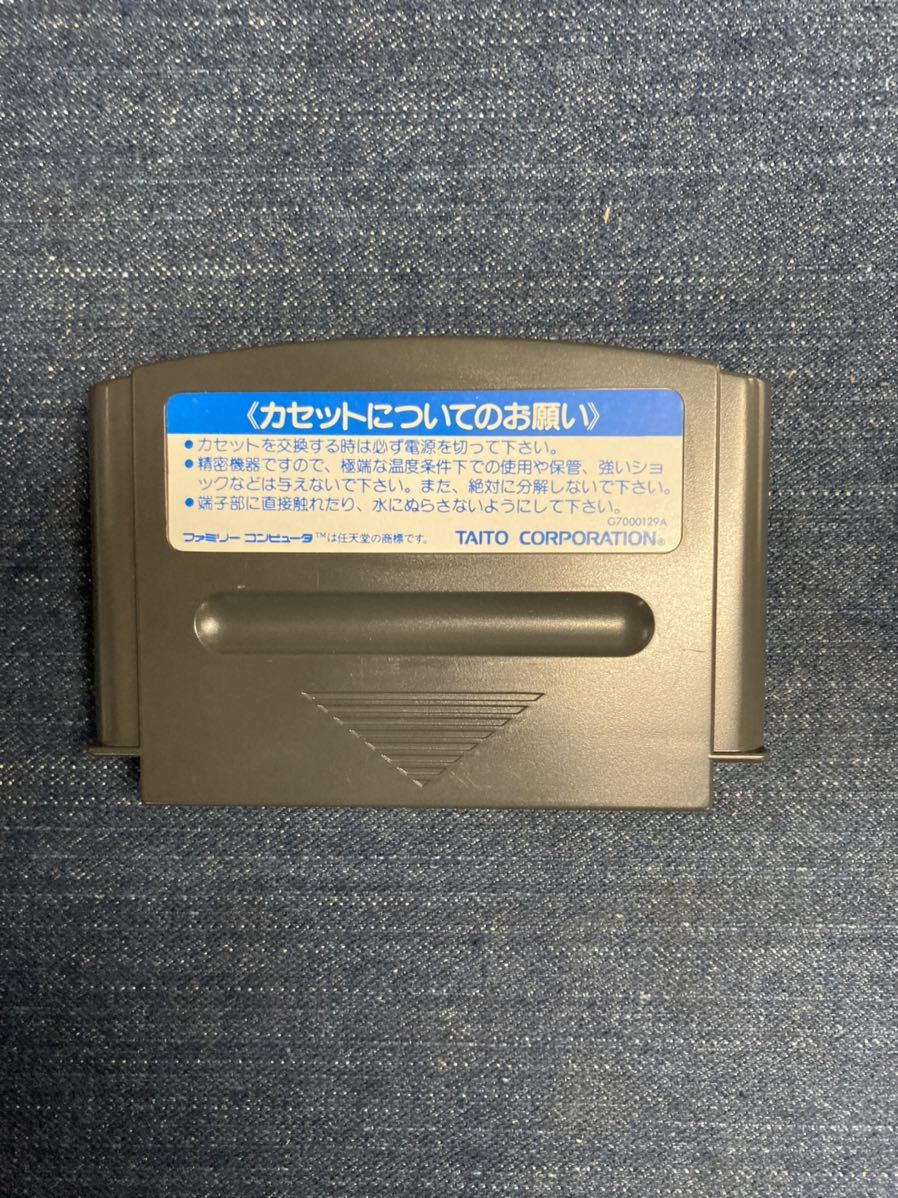 《カセットについてのお願い》
●カセットを交換する時は必ず電源を切って下さい。
●精密機器ですので、極端な温度条件下での使用や保管、強いショ
ックなどは与えないで下さい。また、絶対に分解しないで下さい。
●端子部に直接触れたり、水にぬらさないようにして下さい。
G7000129A
ファミリー コンピュータ™は任天堂の商標です。 TAITO CORPORATION®